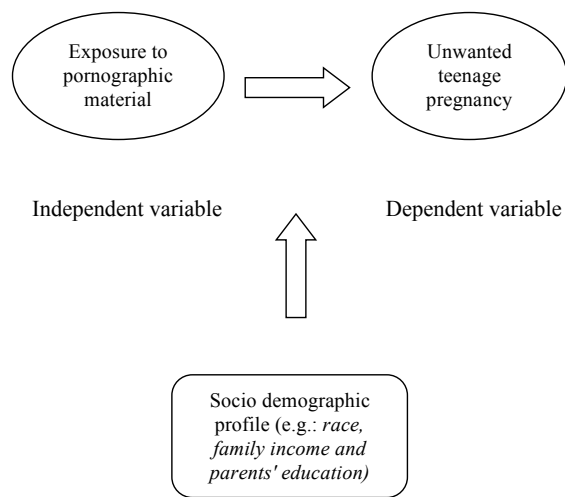 Exposure to
pornographic
material
Unwanted
teenage
pregnancy
Independent variable
Dependent variable
Socio demographic
profile (e.g.: race,
family income and
parents' education)